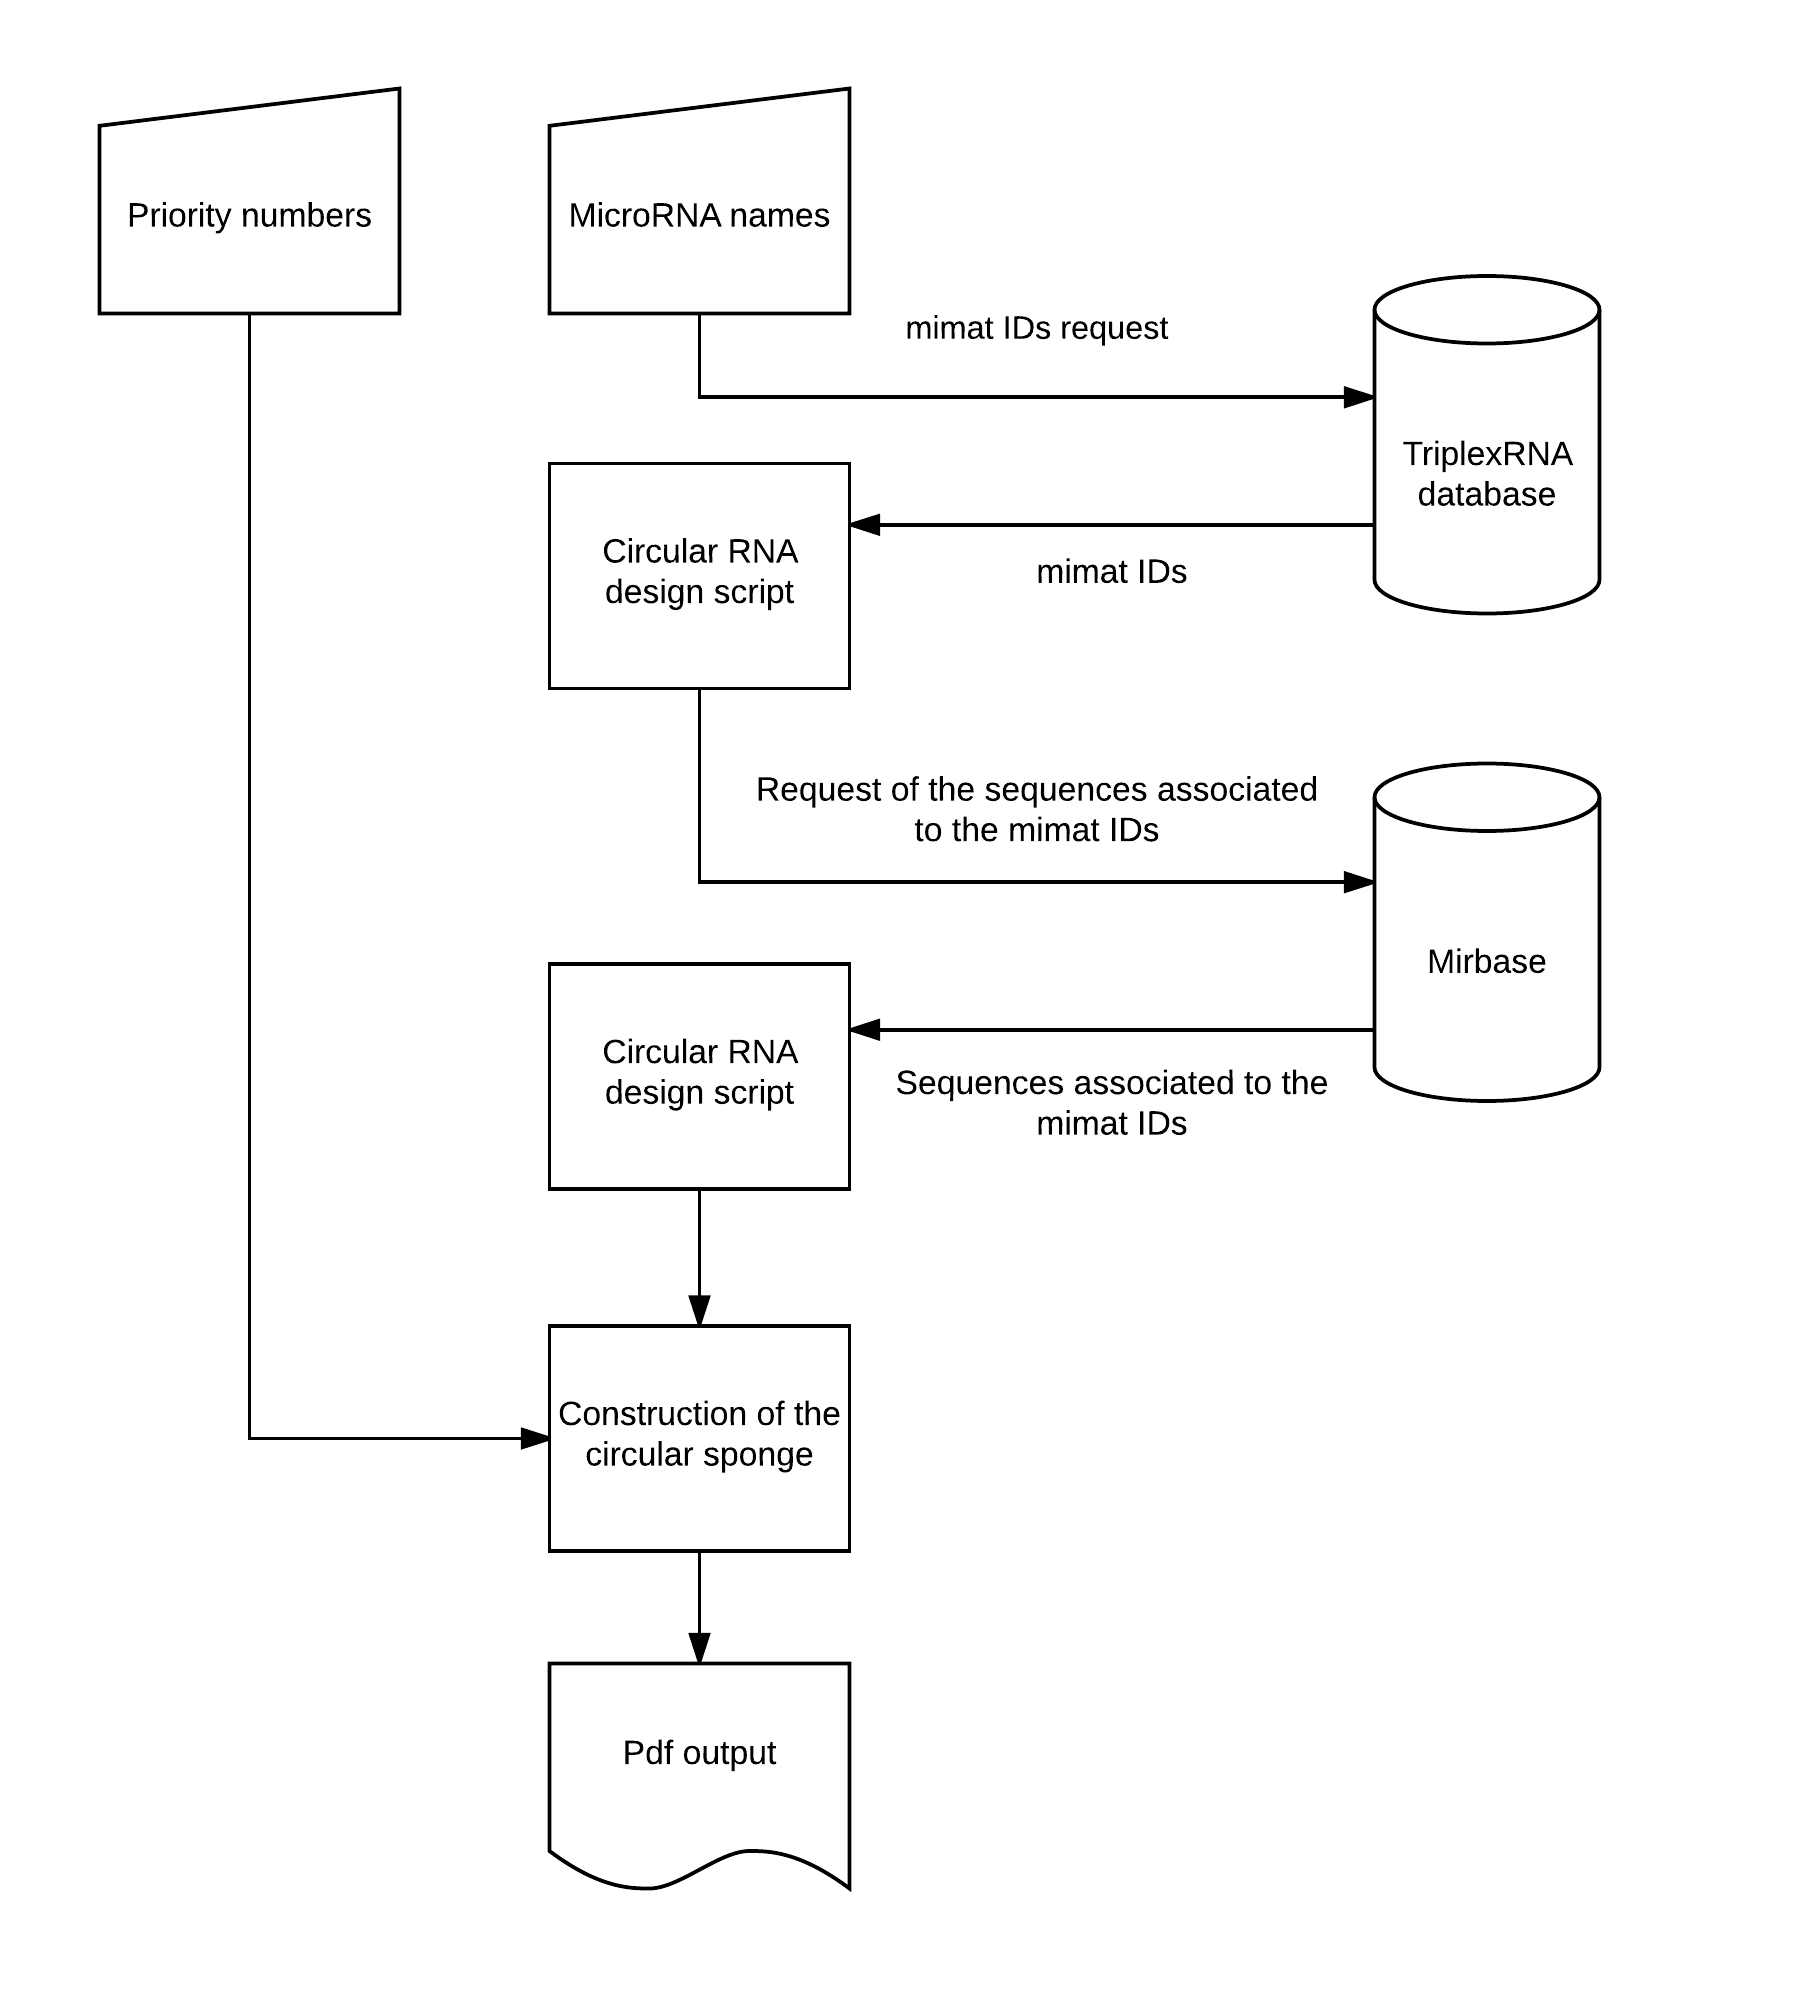 Priority numbers
MicroRNA names
mimat IDs request
TriplexRNA
database
Circular RNA
design script
mimat IDs
Request of the sequences associated
to the mimat IDs
Mirbase
Circular RNA
design script
Sequences associated to the
mimat IDs
Construction of the
circular sponge
Pdf output